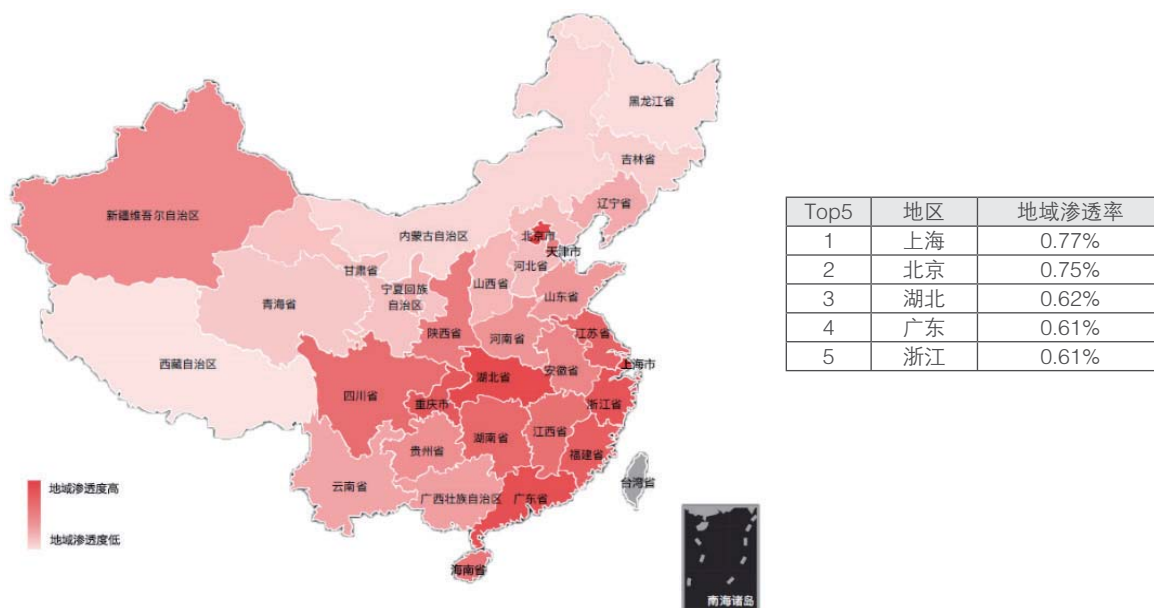 黑龙江省
吉林省
辽宁省
新疆维吾尔自治区
内蒙古自治区
北京市
天津市
河北省
甘肃省
宁夏回族
自治区
山西省
山东省
青海省
陕西省
河南省
江苏省
西藏自治区
安徽省
上海市
湖北省
四川省
重庆市
浙江省
湖南省
江西省
贵州省
福建省
云南省
广西壮族自治区
广东省
台湾省
海南省
南海诸岛
地域渗透度高
地域渗透度低
Top5 地区 地域渗透率
1 上海 0.77%
2 北京 0.75%
3 湖北 0.62%
4 广东 0.61%
5 浙江 0.61%